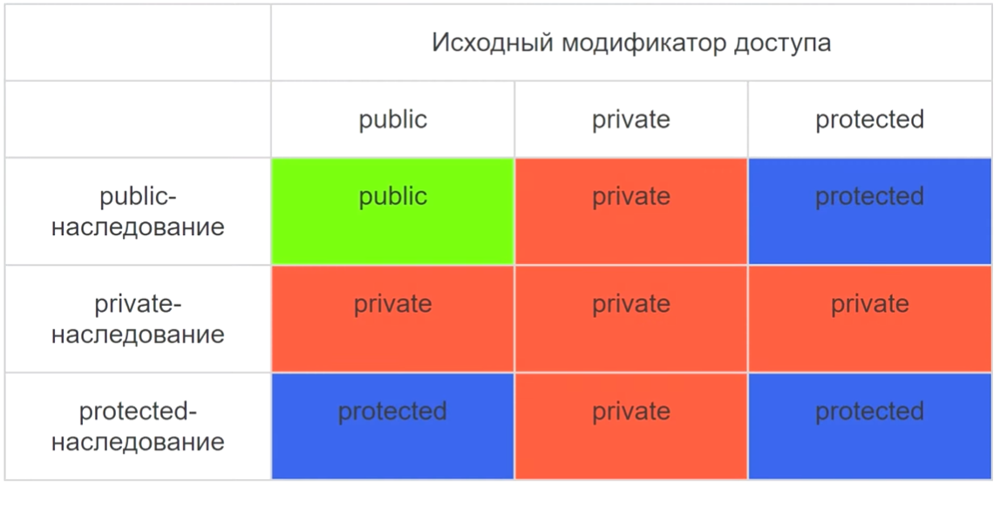 Исходный модификатор доступа
public private protected
public-
наследование
public private protected
private-
наследование
private private private
protected-
наследование
protected private protected